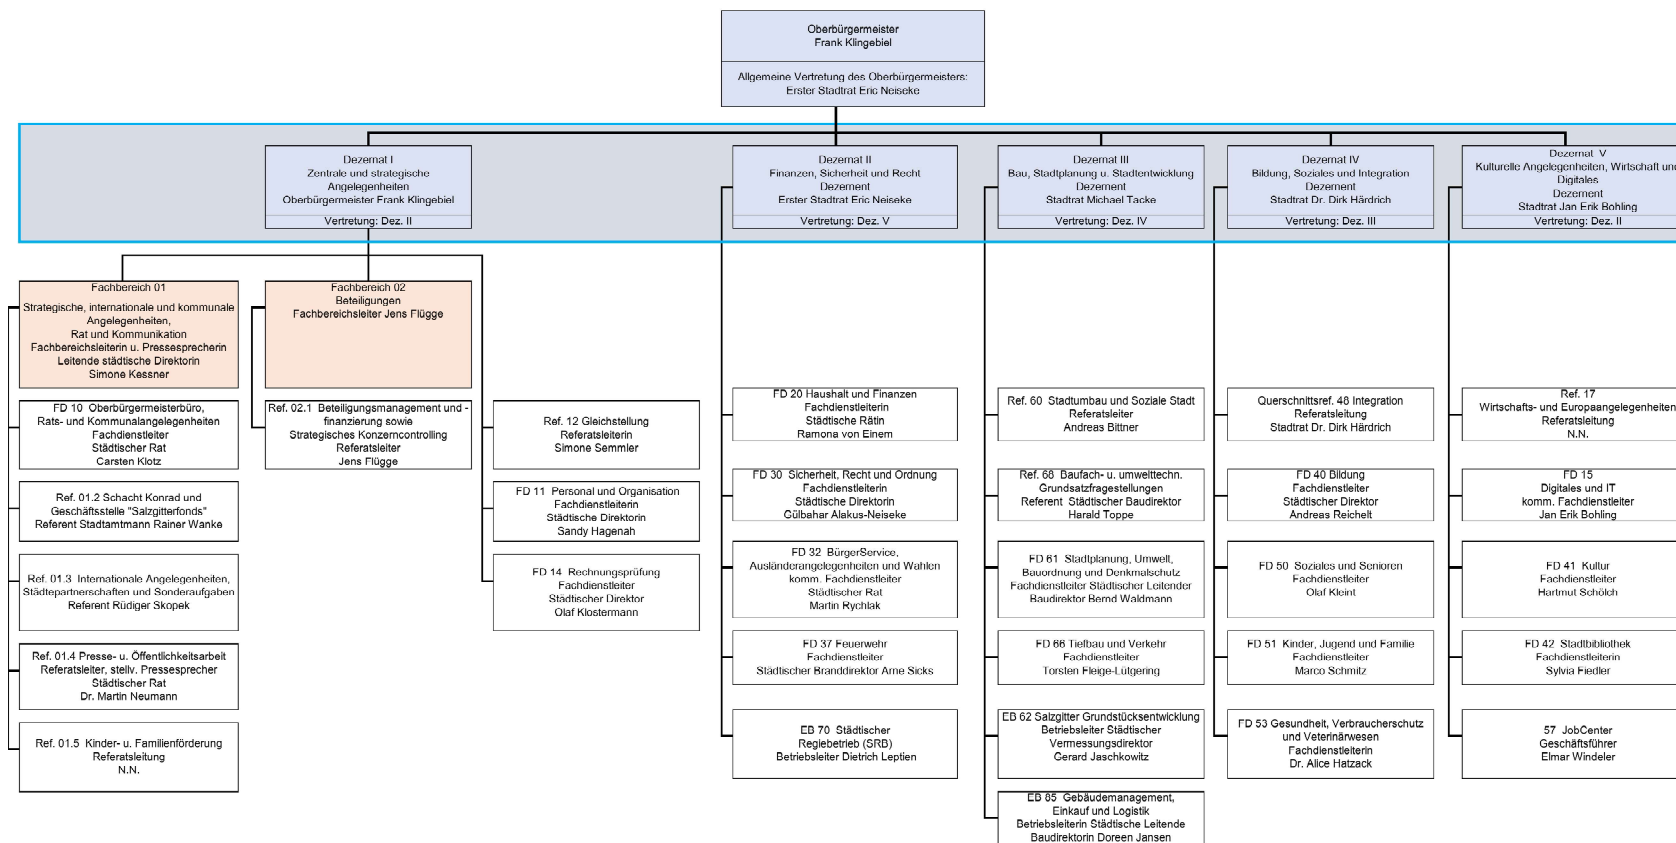 Oberbürgermeister
Frank Klingebiel
Allgemeine Vertretung des Oberbürgermeisters:
Erster Stadtrat Eric Neiseke
Dezernat I
Zentrale und strategische
Angelegenheiten
Oberbürgermeister Frank Klingebiel
Vertretung: Dez. II
Dezernat II
Finanzen, Sicherheit und Recht
Dezernent
Erster Stadtrat Eric Neiseke
Vertretung: Dez. V
Dezernat III
Bau, Stadtplanung u. Stadtentwicklung
Dezernent
Stadtrat Michael Tacke
Vertretung: Dez. IV
Dezernat IV
Bildung, Soziales und Integration
Dezernent
Stadtrat Dr. Dirk Härdrich
Vertretung: Dez. III
Dezernat V
Kulturelle Angelegenheiten, Wirtschaft und
Digitales
Dezernent
Stadtrat Jan Erik Bohling
Vertretung: Dez. II
Fachbereich 01
Strategische, internationale und kommunale
Angelegenheiten,
Rat und Kommunikation
Fachbereichsleiterin u. Pressesprecherin
Leitende städtische Direktorin
Simone Kessner
Fachbereich 02
Beteiligungen
Fachbereichsleiter Jens Flügge
FD 10 Oberbürgermeisterbüro,
Rats- und Kommunalangelegenheiten
Fachdienstleiter
Städtischer Rat
Carsten Klotz
Ref. 01.2 Schacht Konrad und
Geschäftsstelle "Salzgitterfonds"
Referent Stadtamtmann Rainer Wanke
Ref. 01.3 Internationale Angelegenheiten,
Städtepartnerschaften und Sonderaufgaben
Referent Rüdiger Skopek
Ref. 01.4 Presse- u. Öffentlichkeitsarbeit
Referatsleiter, stellv. Pressesprecher
Städtischer Rat
Dr. Martin Neumann
Ref. 01.5 Kinder- u. Familienförderung
Referatsleitung
N.N.
Ref. 02.1 Beteiligungsmanagement und -
finanzierung sowie
Strategisches Konzerncontrolling
Referatsleiter
Jens Flügge
Ref. 12 Gleichstellung
Referatsleiterin
Simone Semmler
FD 11 Personal und Organisation
Fachdienstleiterin
Städtische Direktorin
Sandy Hagenah
FD 14 Rechnungsprüfung
Fachdienstleiter
Städtischer Direktor
Olaf Klostermann
FD 20 Haushalt und Finanzen
Fachdienstleiterin
Städtische Rätin
Ramona von Einem
FD 30 Sicherheit, Recht und Ordnung
Fachdienstleiterin
Städtische Direktorin
Gülbahar Alakus-Neiseke
FD 32 BürgerService,
Ausländerangelegenheiten und Wahlen
komm. Fachdienstleiter
Städtischer Rat
Martin Rychlak
FD 37 Feuerwehr
Fachdienstleiter
Städtischer Branddirektor Arne Sicks
EB 70 Städtischer
Regiebetrieb (SRB)
Betriebsleiter Dietrich Leptien
Ref. 60 Stadtumbau und Soziale Stadt
Referatsleiter
Andreas Bittner
Ref. 68 Baufach- u. umwelttechn.
Grundsatzfragestellungen
Referent Städtischer Baudirektor
Harald Toppe
FD 61 Stadtplanung, Umwelt,
Bauordnung und Denkmalschutz
Fachdienstleiter Städtischer Leitender
Baudirektor Bernd Waldmann
FD 66 Tiefbau und Verkehr
Fachdienstleiter
Torsten Fleige-Lütgering
EB 62 Salzgitter Grundstücksentwicklung
Betriebsleiter Städtischer
Vermessungsdirektor
Gerard Jaschkowitz
EB 85 Gebäudemanagement,
Einkauf und Logistik
Betriebsleiterin Städtische Leitende
Baudirektorin Doreen Jansen
Querschnittsref. 48 Integration
Referatsleitung
Stadtrat Dr. Dirk Härdrich
FD 40 Bildung
Fachdienstleiter
Städtischer Direktor
Andreas Reichelt
FD 50 Soziales und Senioren
Fachdienstleiter
Olaf Kleint
FD 51 Kinder, Jugend und Familie
Fachdienstleiter
Marco Schmitz
FD 53 Gesundheit, Verbraucherschutz
und Veterinärwesen
Fachdienstleiterin
Dr. Alice Hatzack
Ref. 17
Wirtschafts- und Europaangelegenheiten
Referatsleitung
N.N.
FD 15
Digitales und IT
komm. Fachdienstleiter
Jan Erik Bohling
FD 41 Kultur
Fachdienstleiter
Hartmut Schölch
FD 42 Stadtbibliothek
Fachdienstleiterin
Sylvia Fiedler
57 JobCenter
Geschäftsführer
Elmar Windeler